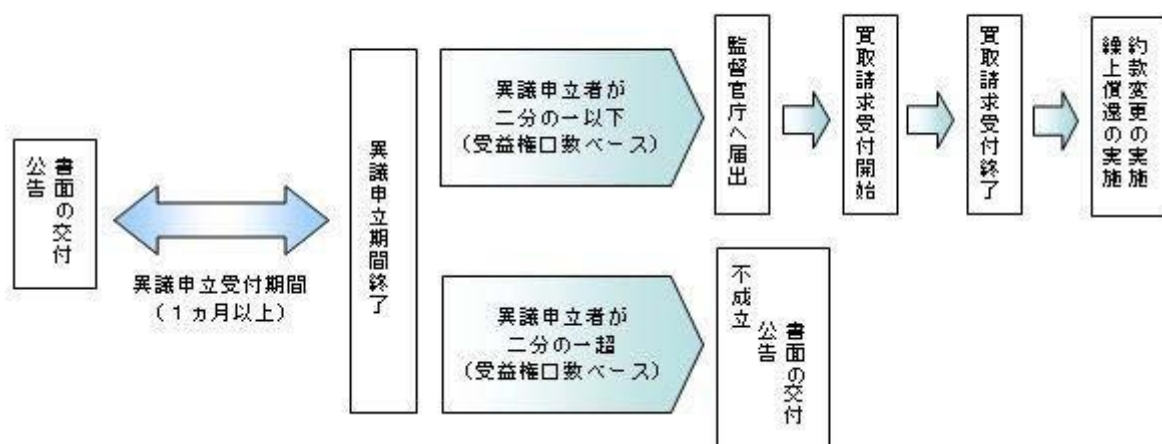 公告
書面の交付
異議申立受付期間
（１ヵ月以上）
異議申立期間終了
異議申立者が
二分の一以下
（受益権口数ベース）
監督官庁へ届出
買取請求受付開始
買取請求受付終了
約款変更の実施
繰上償還の実施
異議申立者が
二分の一超
（受益権口数ベース）
不成立
公告
書面の交付